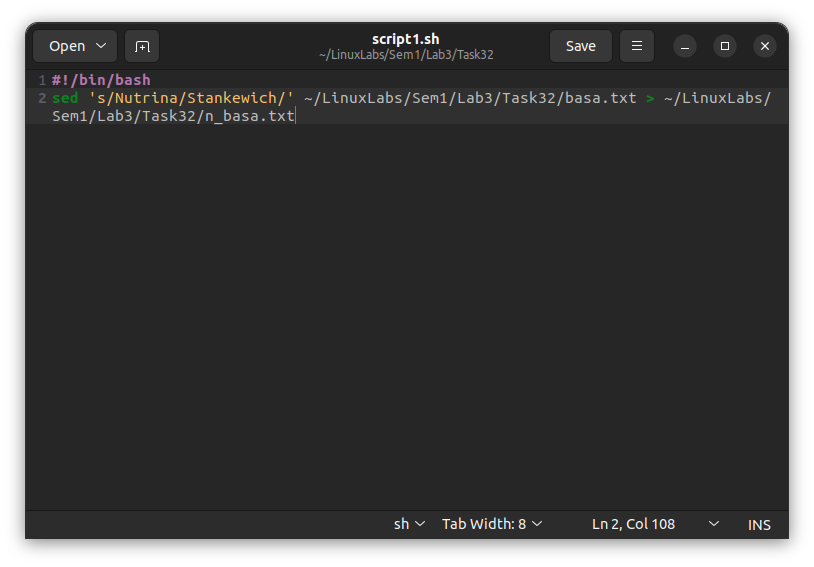 Open
script1.sh
~/LinuxLabs/Sem1/Lab3/Task32
Save
1 #!/bin/bash
2 sed 's/Nutrina/Stankewich/' ~/LinuxLabs/Sem1/Lab3/Task32/basa.txt > ~/LinuxLabs/
Sem1/Lab3/Task32/n_basa.txt
sh Tab Width: 8 Ln 2, Col 108 INS